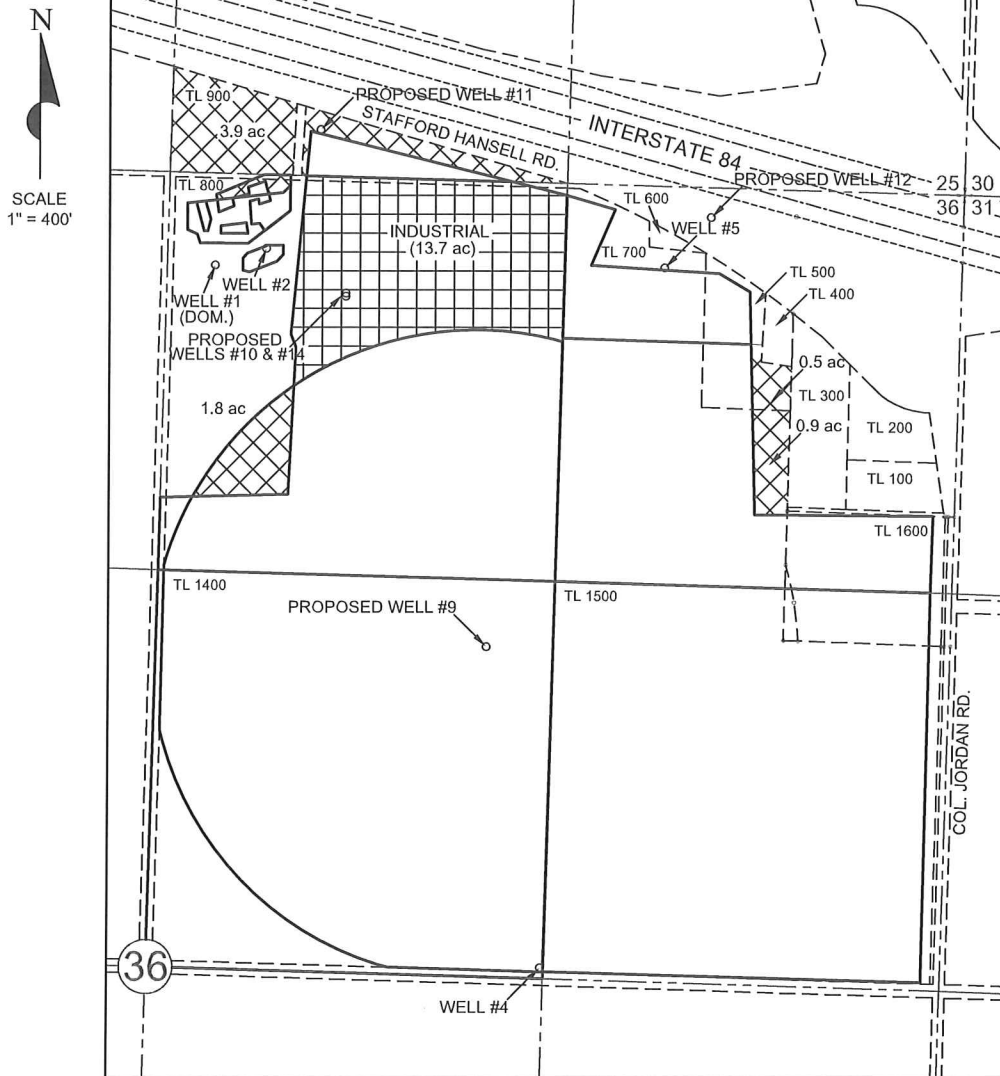 N
SCALE
1" = 400'
TL 900
3.9 ac
PROPOSED WELL #11
STAFFORD HANSELL RD.
INTERSTATE 84
PROPOSED WELL #12
25 30
36 31
TL 800
TL 600
WELL #5
TL 700
INDUSTRIAL
(13.7 ac)
TL 500
TL 400
WELL #2
WELL #1
(DOM.)
PROPOSED
WELLS #10 & #14
0.5 ac
TL 300
1.8 ac
0.9 ac
TL 200
TL 100
TL 1600
TL 1400
TL 1500
PROPOSED WELL #9
COL. JORDAN RD.
36
WELL #4